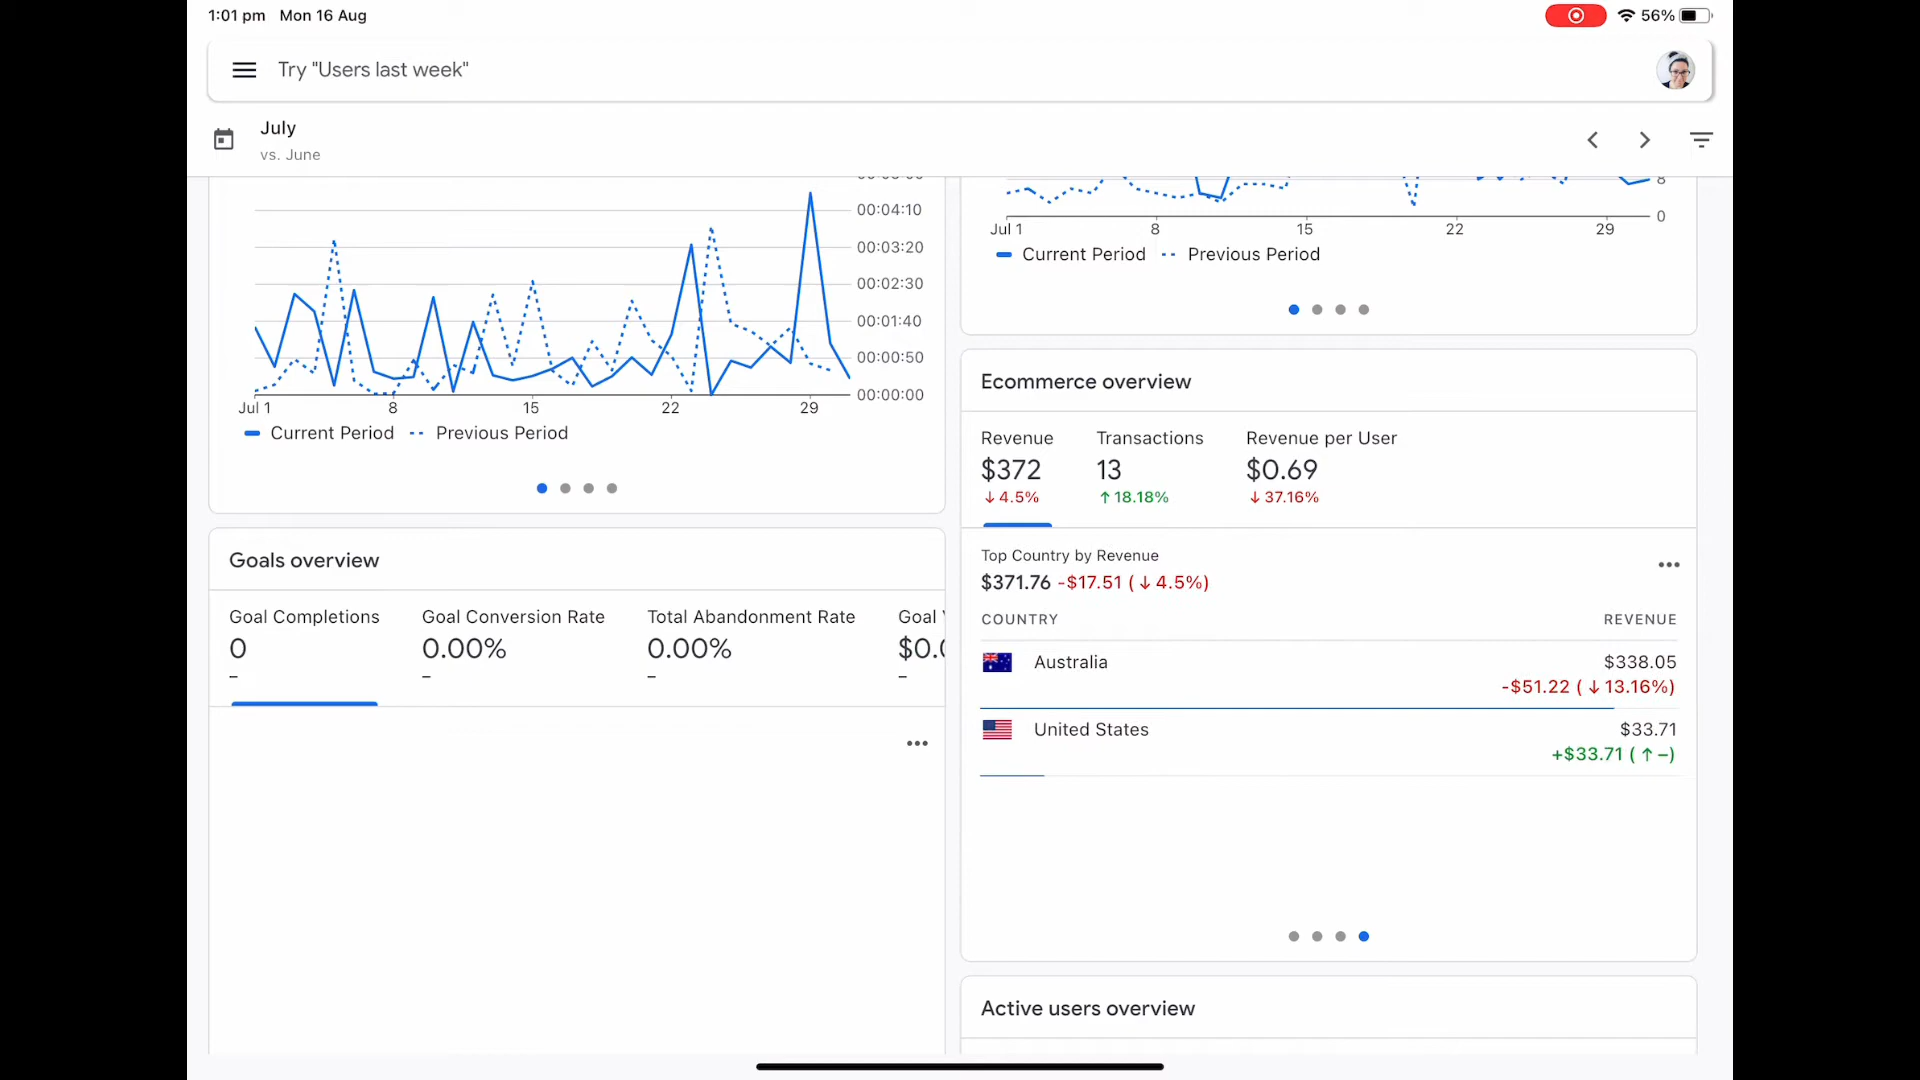 1:01 pm Mon 16 Aug
56%
Try "Users last week"
July
vs. June
00:04:10
00:03:20
00:02:30
00:01:40
00:00:50
00:00:00
Jul 1 8 15 22 29
Current Period Previous Period
Goals overview
Goal Completions Goal Conversion Rate Total Abandonment Rate Goal
0 0.00% 0.00% $0.0
– – – –
8
0
Jul 1 8 15 22 29
Current Period Previous Period
Ecommerce overview
Revenue Transactions Revenue per User
$372 13 $0.69
↓ 4.5% ↑ 18.18% ↓ 37.16%
Top Country by Revenue
$371.76 -$17.51 ( ↓ 4.5%)
COUNTRY REVENUE
Australia $338.05
-$51.22 ( ↓ 13.16%)
United States $33.71
+$33.71 ( ↑ –)
Active users overview